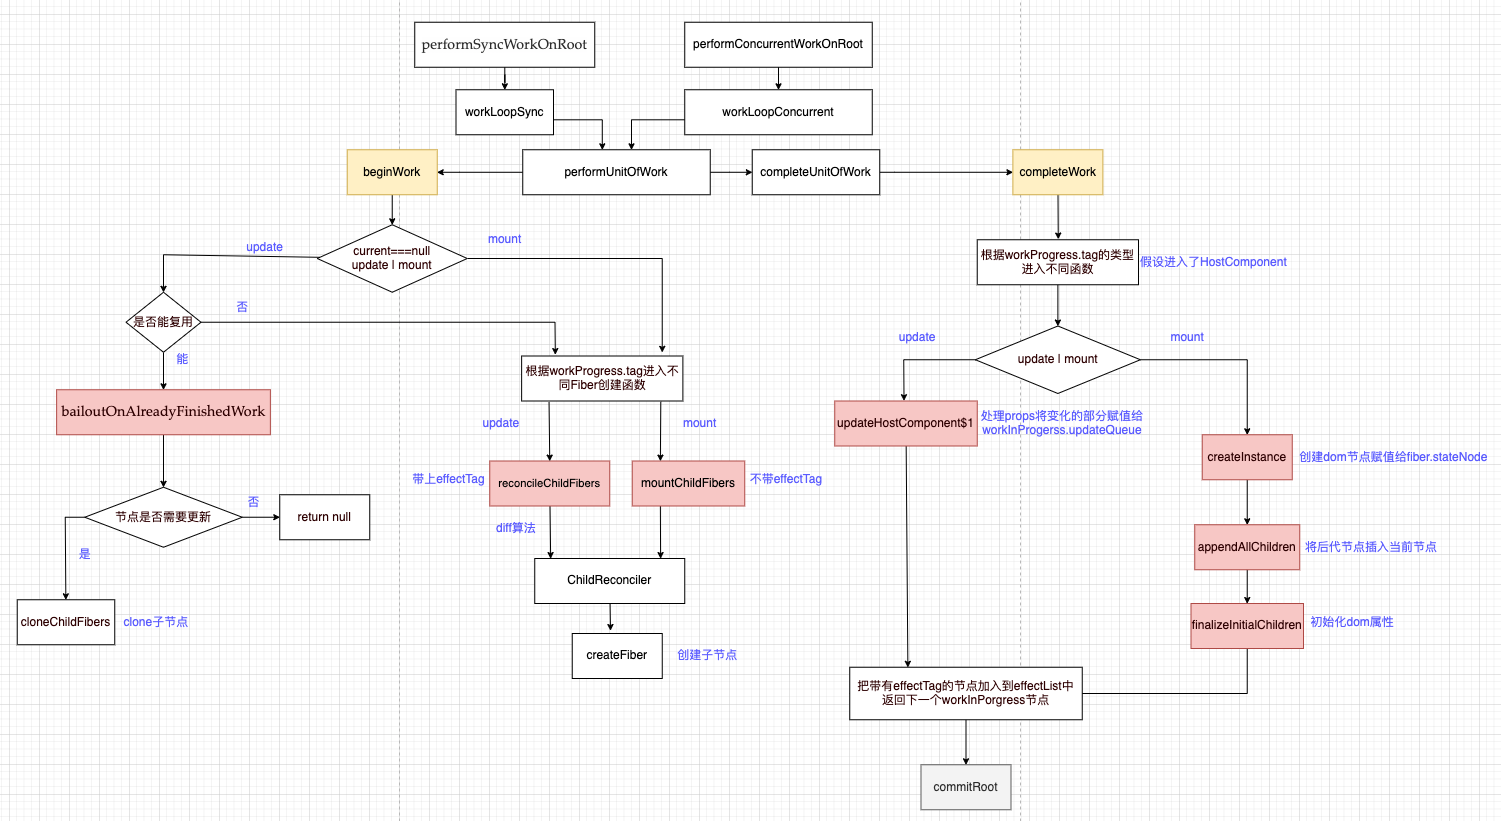 performSyncWorkOnRoot
performConcurrentWorkOnRoot
workLoopSync
workLoopConcurrent
beginWork
performUnitOfWork
completeUnitOfWork
completeWork
update
current===null
update | mount
mount
根据workProgress.tag的类型
进入不同函数
假设进入了HostComponent
是否能复用
否
能
update
update | mount
mount
根据workProgress.tag进入不
同Fiber创建函数
bailoutOnAlreadyFinishedWork
update
mount
updateHostComponent$1
处理props将变化的部分赋值给
workInProgerss.updateQueue
createInstance
创建dom节点赋值给fiber.stateNode
带上effectTag
reconcileChildFibers
mountChildFibers
不带effectTag
节点是否需要更新
否
return null
diff算法
是
appendAllChildren
将后代节点插入当前节点
ChildReconciler
cloneChildFibers
clone子节点
finalizeInitialChildren
初始化dom属性
createFiber
创建子节点
把带有effectTag的节点加入到effectList中
返回下一个workInPorgress节点
commitRoot